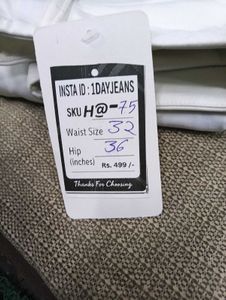 INSTA ID : 1DAYJEANS
SKU H@-75
Waist Size 32
Hip 36
(inches) Rs. 499/-
Thanks For Choosing